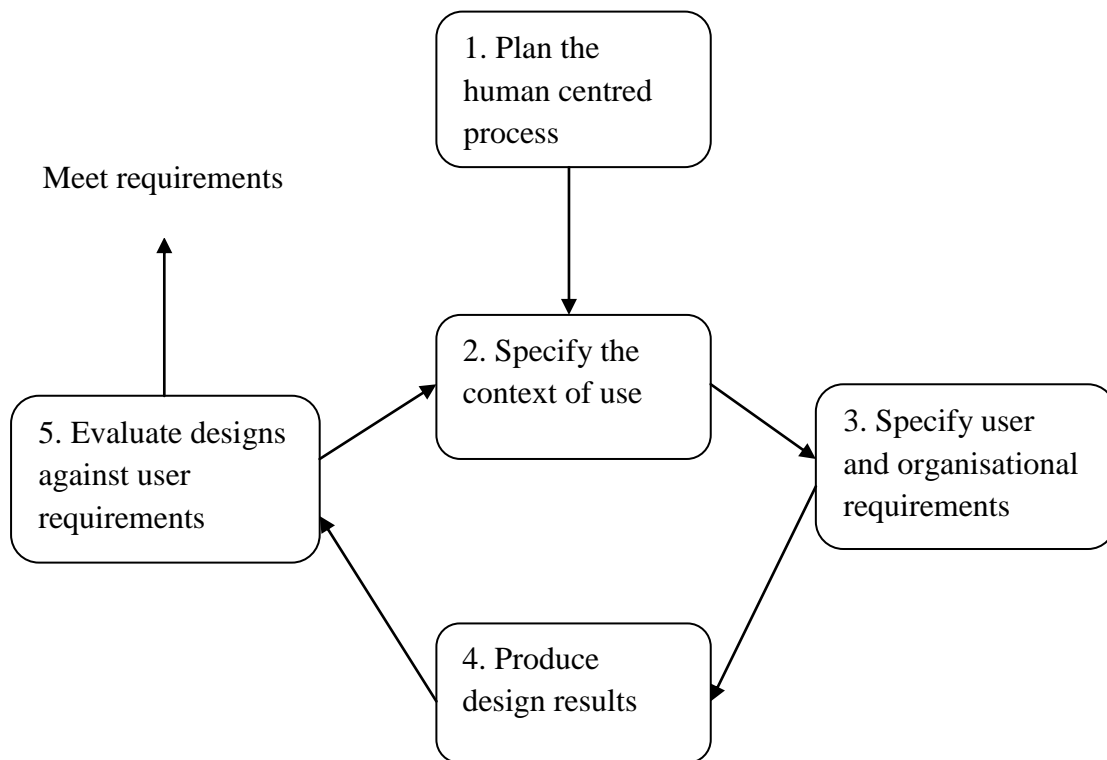 1. Plan the
human centred
process
Meet requirements
2. Specify the
context of use
3. Specify user
and organisational
requirements
5. Evaluate designs
against user
requirements
4. Produce
design results